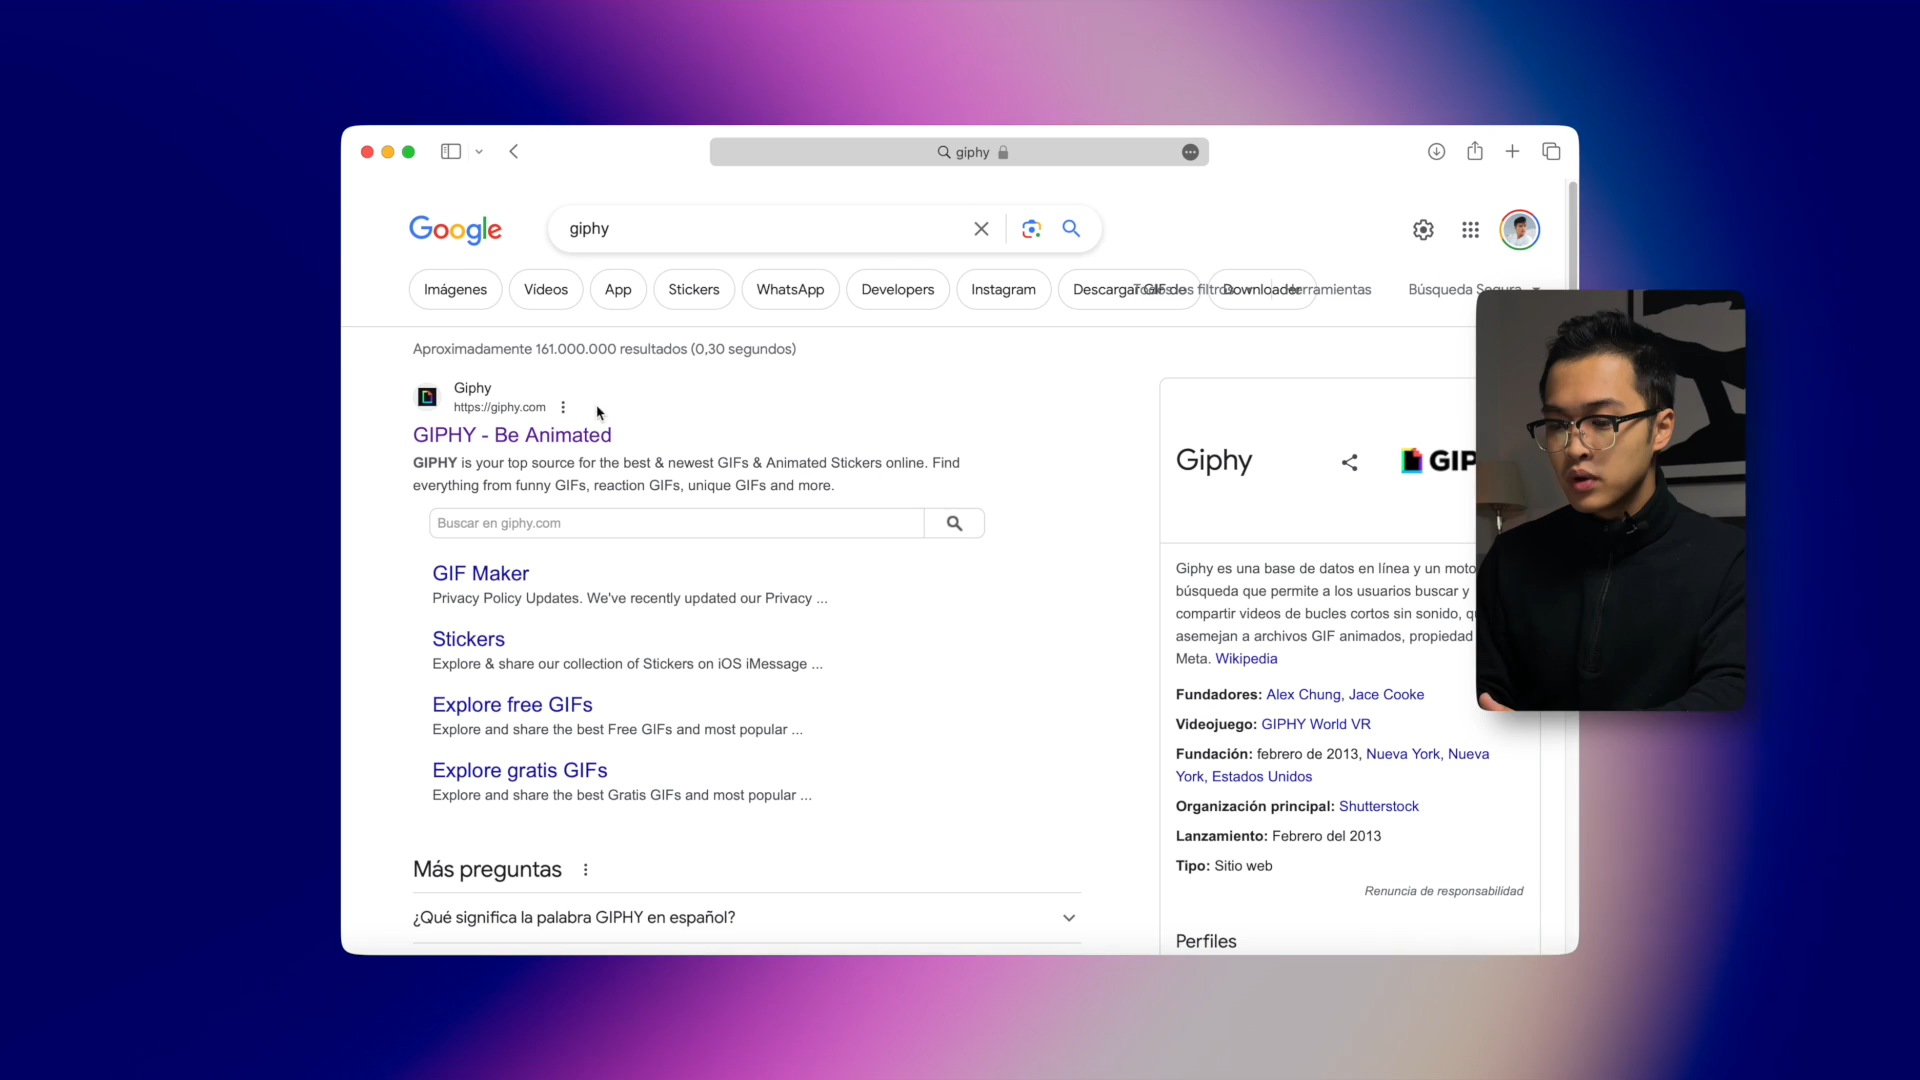 giphy
Google
giphy
Imágenes
Vídeos
App
Stickers
WhatsApp
Developers
Instagram
Descargar GIF de
Todos los filtros
Downloader
Herramientas
Búsqueda Segura
Aproximadamente 161.000.000 resultados (0,30 segundos)
Giphy
https://giphy.com
GIPHY - Be Animated
GIPHY is your top source for the best & newest GIFs & Animated Stickers online. Find
everything from funny GIFs, reaction GIFs, unique GIFs and more.
Buscar en giphy.com
GIF Maker
Privacy Policy Updates. We've recently updated our Privacy ...
Stickers
Explore & share our collection of Stickers on iOS iMessage ...
Explore free GIFs
Explore and share the best Free GIFs and most popular ...
Explore gratis GIFs
Explore and share the best Gratis GIFs and most popular ...
Más preguntas
¿Qué significa la palabra GIPHY en español?
Giphy
GIP
Giphy es una base de datos en línea y un moto
búsqueda que permite a los usuarios buscar y
compartir videos de bucles cortos sin sonido, q
asemejan a archivos GIF animados, propiedad
Meta. Wikipedia
Fundadores: Alex Chung, Jace Cooke
Videojuego: GIPHY World VR
Fundación: febrero de 2013, Nueva York, Nueva
York, Estados Unidos
Organización principal: Shutterstock
Lanzamiento: Febrero del 2013
Tipo: Sitio web
Renuncia de responsabilidad
Perfiles